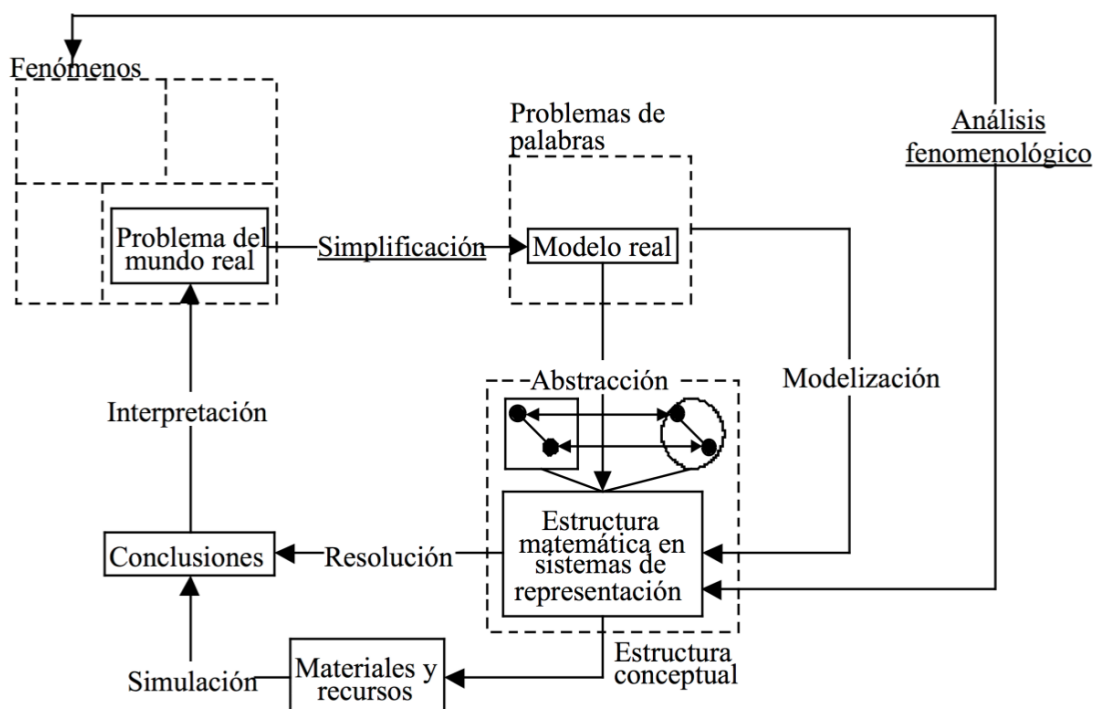 Fenómenos
Problemas de
palabras
Análisis
fenomenológico
Problema del
mundo real
Simplificación
Modelo real
Abstracción
Modelización
Interpretación
Estructura
matemática en
sistemas de
representación
Conclusiones
Resolución
Estructura
conceptual
Materiales y
recursos
Simulación